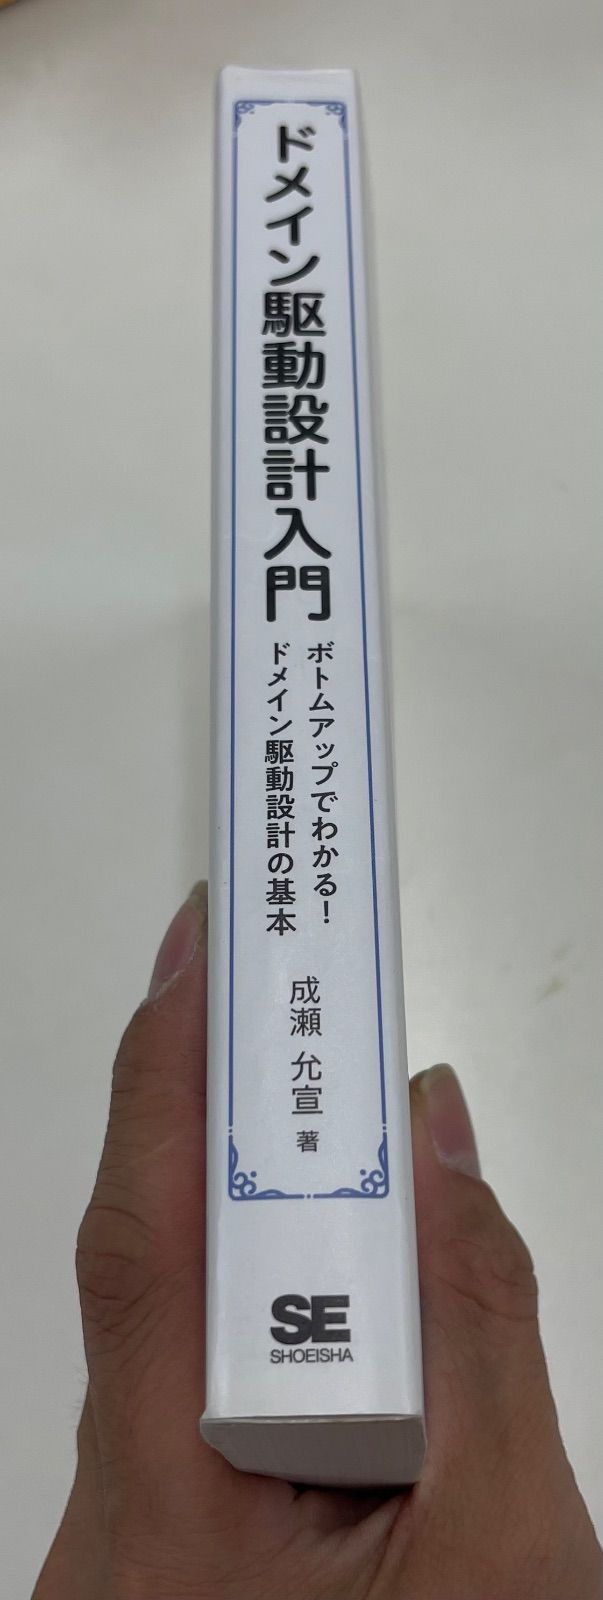 ドメイン駆動設計入門
ボトムアップでわかる!
ドメイン駆動設計の基本
成瀬 允宣 著
SE
SHOEISHA